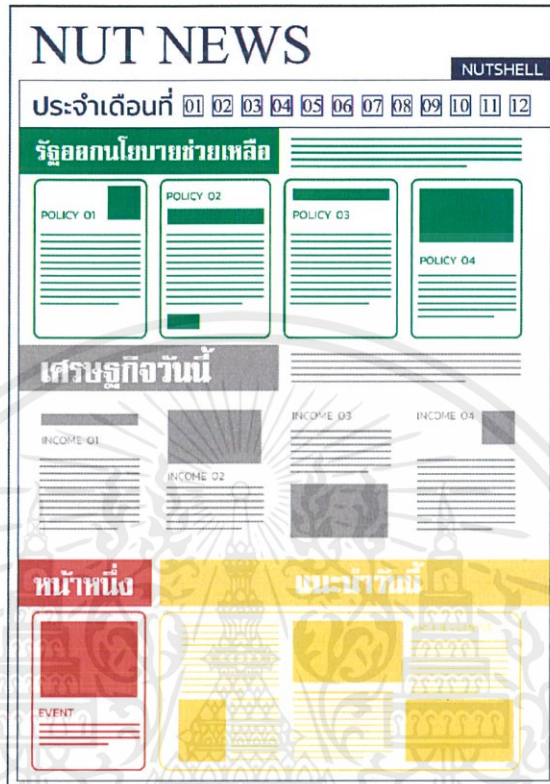 NUT NEWS
NUTSHELL
ประจำเดือนที่ 01 02 03 04 05 06 07 08 09 10 11 12
รัฐออกนโยบายช่วยเหลือ
POLICY 01
POLICY 02
POLICY 03
POLICY 04
เศรษฐกิจวันนี้
INCOME 01
INCOME 02
INCOME 03
INCOME 04
หน้าหนึ่ง
แนะนำวันนี้
EVENT